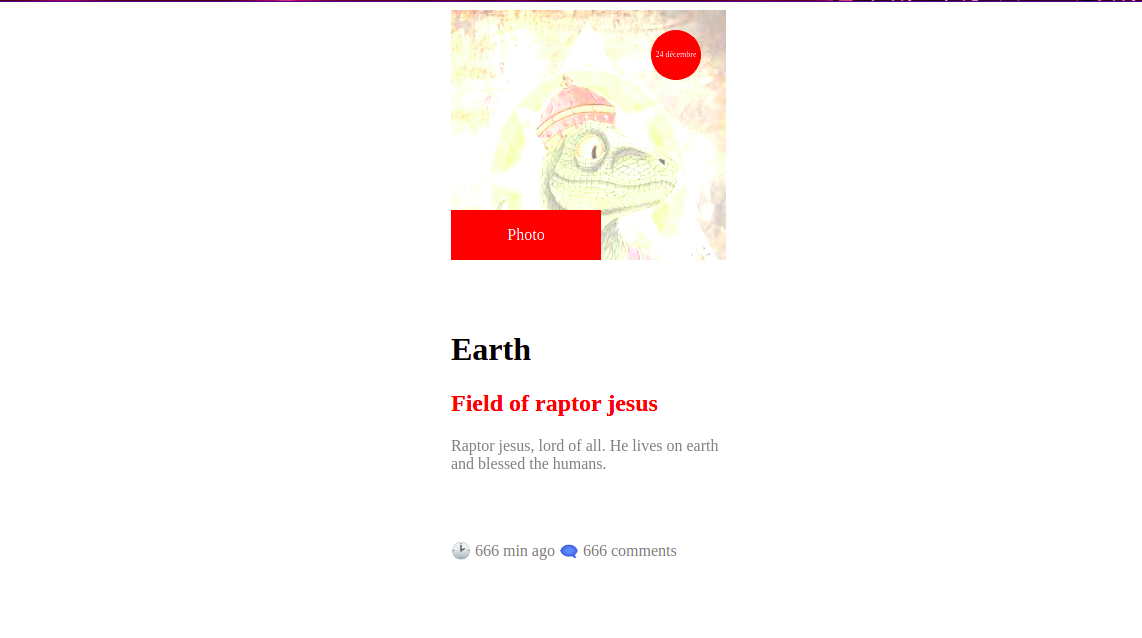 24 décembre
Photo
Earth
Field of raptor jesus
Raptor jesus, lord of all. He lives on earth
and blessed the humans.
666 min ago 666 comments